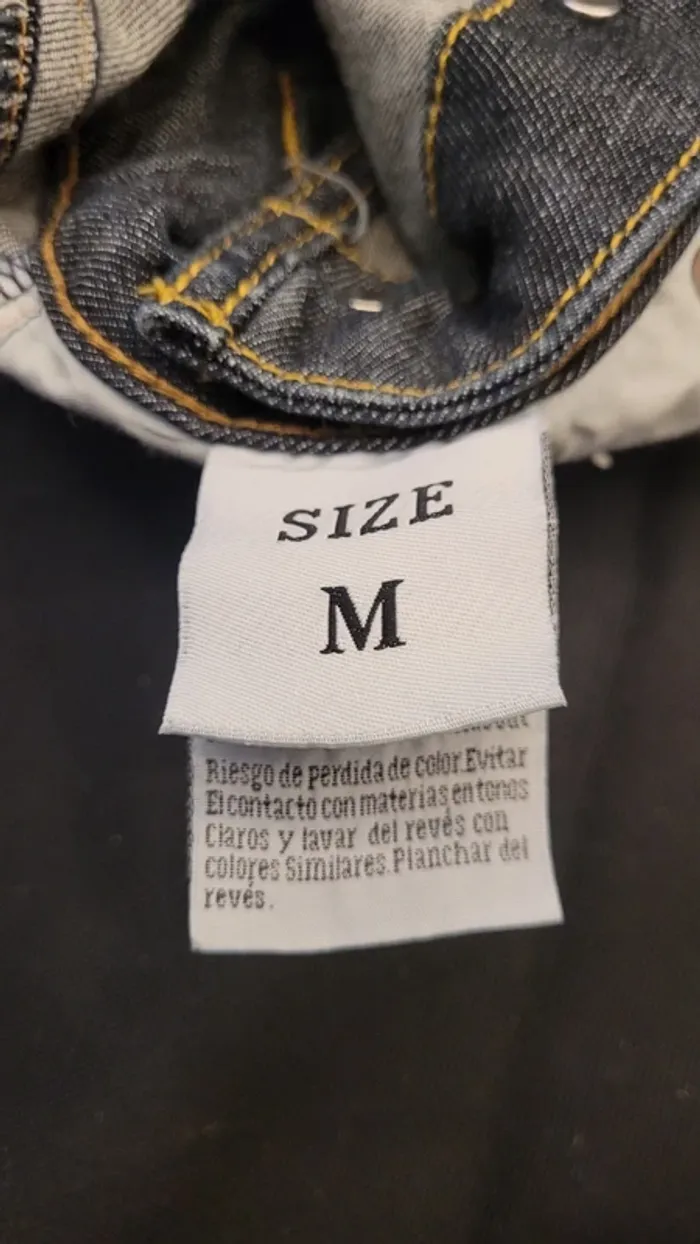 SIZE
M
Riesgo de perdida de color.Evitar
El contacto con materias en tonos
Claros y lavar del revés con
colores Similares.Planchar del
revés.